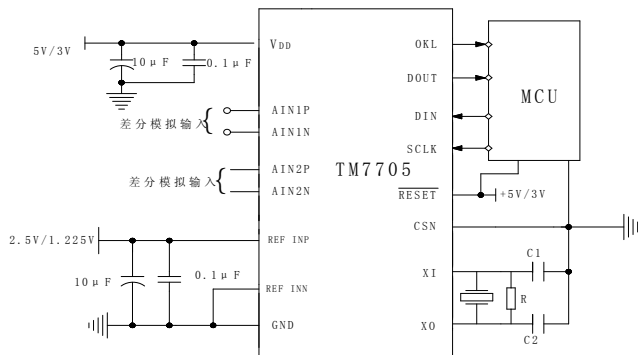 5V/3V
10μF
0.1μF
VDD
差分模拟输入
AIN1P
AIN1N
差分模拟输入
AIN2P
AIN2N
2.5V/1.225V
REF INP
10μF
0.1μF
REF INN
GND
TM7705
OKL
DOUT
DIN
SCLK
RESET
CSN
XI
XO
MCU
+5V/3V
C1
R
C2